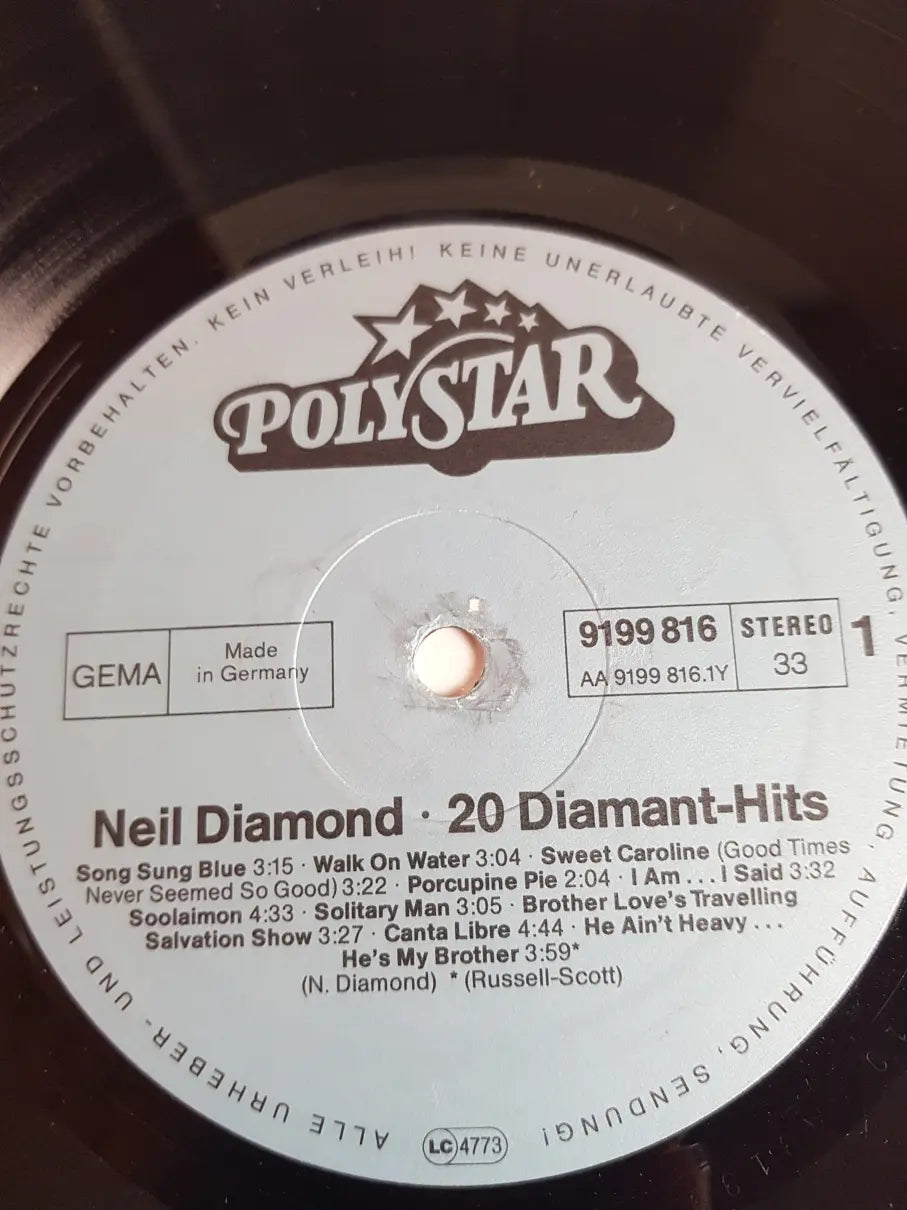 ALLE URHEBER- UND LEISTUNGSSCHUTZRECHTE VORBEHALTEN. KEIN VERLEIH! KEINE UNERLAUBTE VERVIELFÄLTIGUNG, VERMIETUNG, AUFFÜHRUNG, SENDUNG!
POLYSTAR
GEMA
Made
in Germany
9199 816
AA 9199 816.1Y
STEREO
33
1
Neil Diamond · 20 Diamant-Hits
Song Sung Blue 3:15 · Walk On Water 3:04 · Sweet Caroline (Good Times
Never Seemed So Good) 3:22 · Porcupine Pie 2:04 · I Am . . . I Said 3:32
Soolaimon 4:33 · Solitary Man 3:05 · Brother Love's Travelling
Salvation Show 3:27 · Canta Libre 4:44 · He Ain't Heavy . . .
He's My Brother 3:59*
(N. Diamond) * (Russell-Scott)
LC 4773